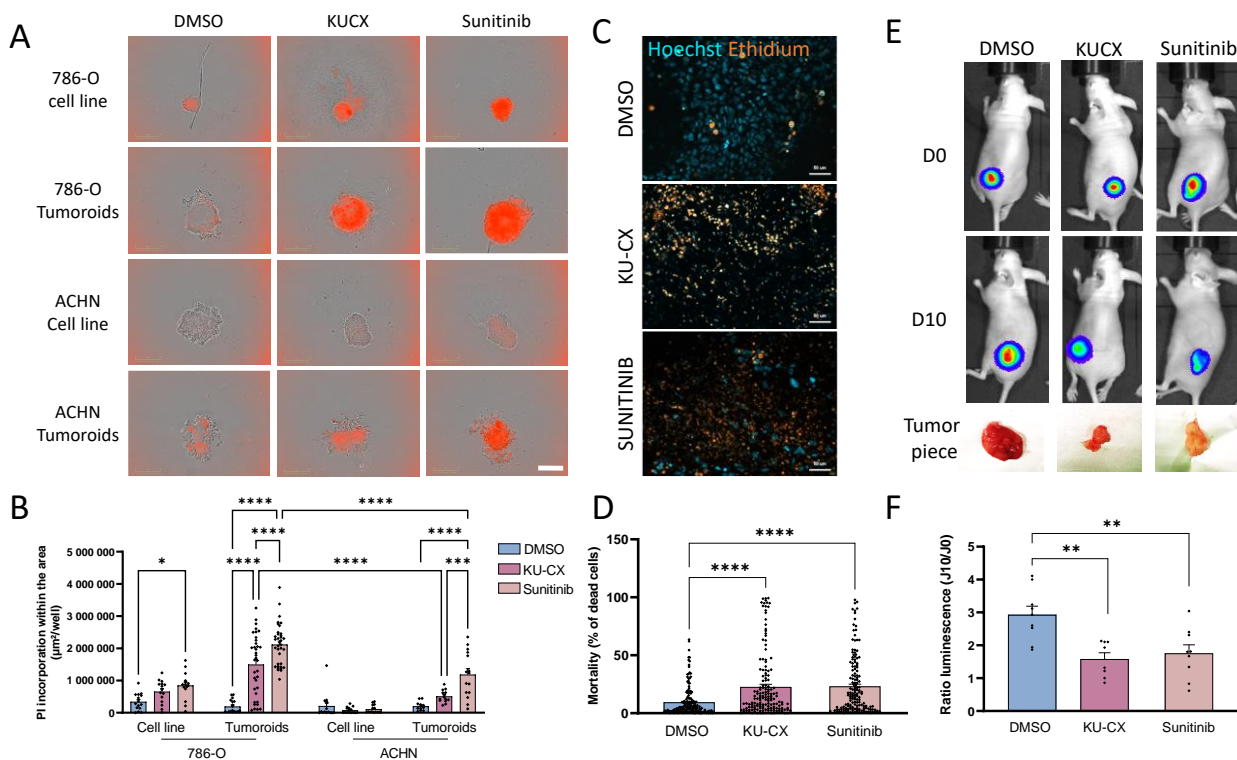 A
DMSO
KUCX
Sunitinib
786-O
cell line
786-O
Tumoroids
ACHN
Cell line
ACHN
Tumoroids
B
PI incorporation within the area
(µm²/well)
5 000 000
4 000 000
3 000 000
2 000 000
1 000 000
0
*
****
****
****
****
****
****
***
DMSO
KU-CX
Sunitinib
Cell line
Tumoroids
Cell line
Tumoroids
786-O
ACHN
C
Hoechst Ethidium
DMSO
KU-CX
SUNITINIB
D
Mortality (% of dead cells)
150
100
50
0
****
****
DMSO
KU-CX
Sunitinib
E
DMSO
KUCX
Sunitinib
D0
D10
Tumor
piece
F
Ratio luminescence (J10/J0)
5
4
3
2
1
0
**
**
DMSO
KU-CX
Sunitinib